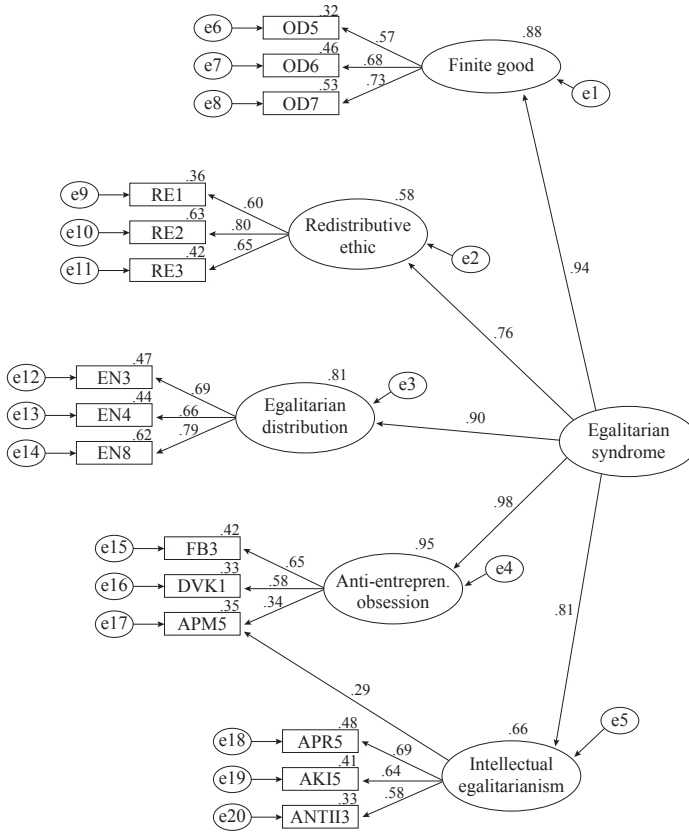 .32
e6 OD5 .57 .88
.46
e7 OD6 .68 Finite good
.53 .73
e8 OD7 e1
.36
e9 RE1 .60 .58
.63
e10 RE2 .80 Redistributive
ethic
.42 .65
e11 RE3 e2
.94
.76
.47
e12 EN3 .69 .81 e3
.44
e13 EN4 .66 Egalitarian
distribution
.62 .79
e14 EN8
.90
Egalitarian
syndrome
.98
.42
e15 FB3 .65 .95
.33
e16 DVK1 .58 Anti-entrepren.
obsession
e4
.35 .34
e17 APM5
.81
.29
.48
e18 APR5 .69 .66 e5
.41
e19 AKI5 .64 Intellectual
egalitarianism
.33 .58
e20 ANTII3